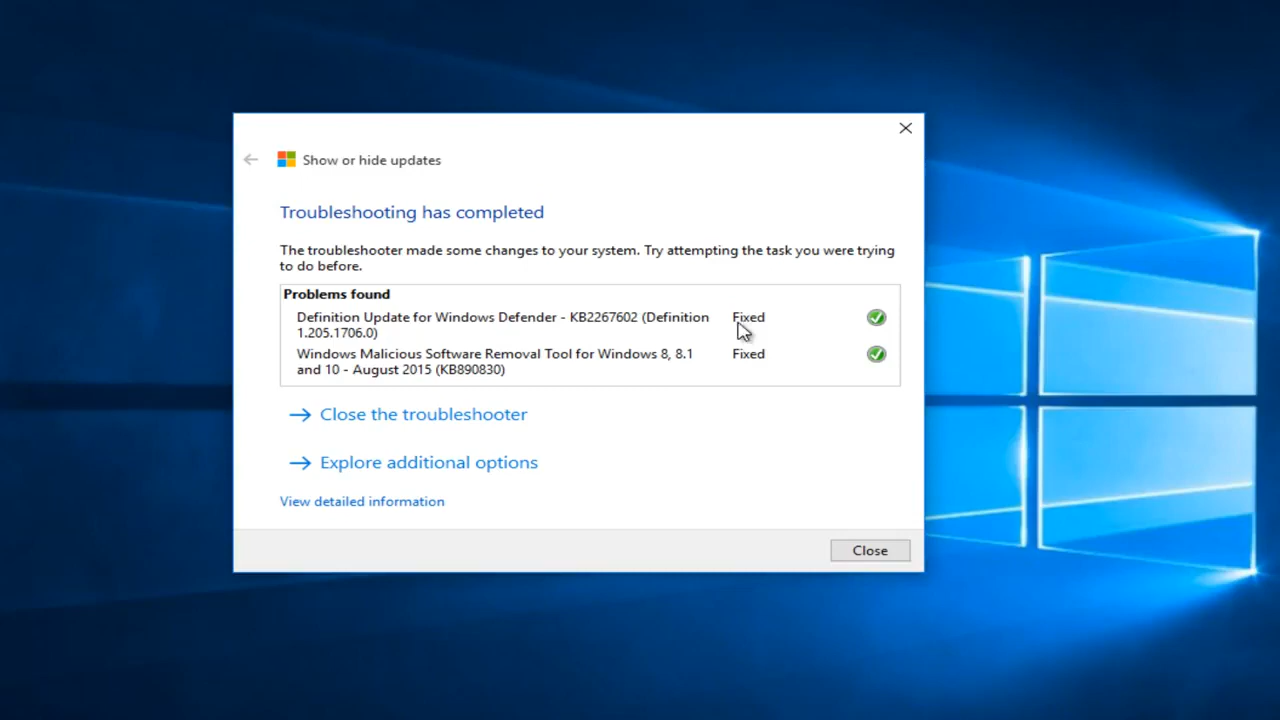 Show or hide updates
Troubleshooting has completed
The troubleshooter made some changes to your system. Try attempting the task you were trying
to do before.
Problems found
Definition Update for Windows Defender - KB2267602 (Definition Fixed
1.205.1706.0)
Windows Malicious Software Removal Tool for Windows 8, 8.1 Fixed
and 10 - August 2015 (KB890830)
Close the troubleshooter
Explore additional options
View detailed information
Close